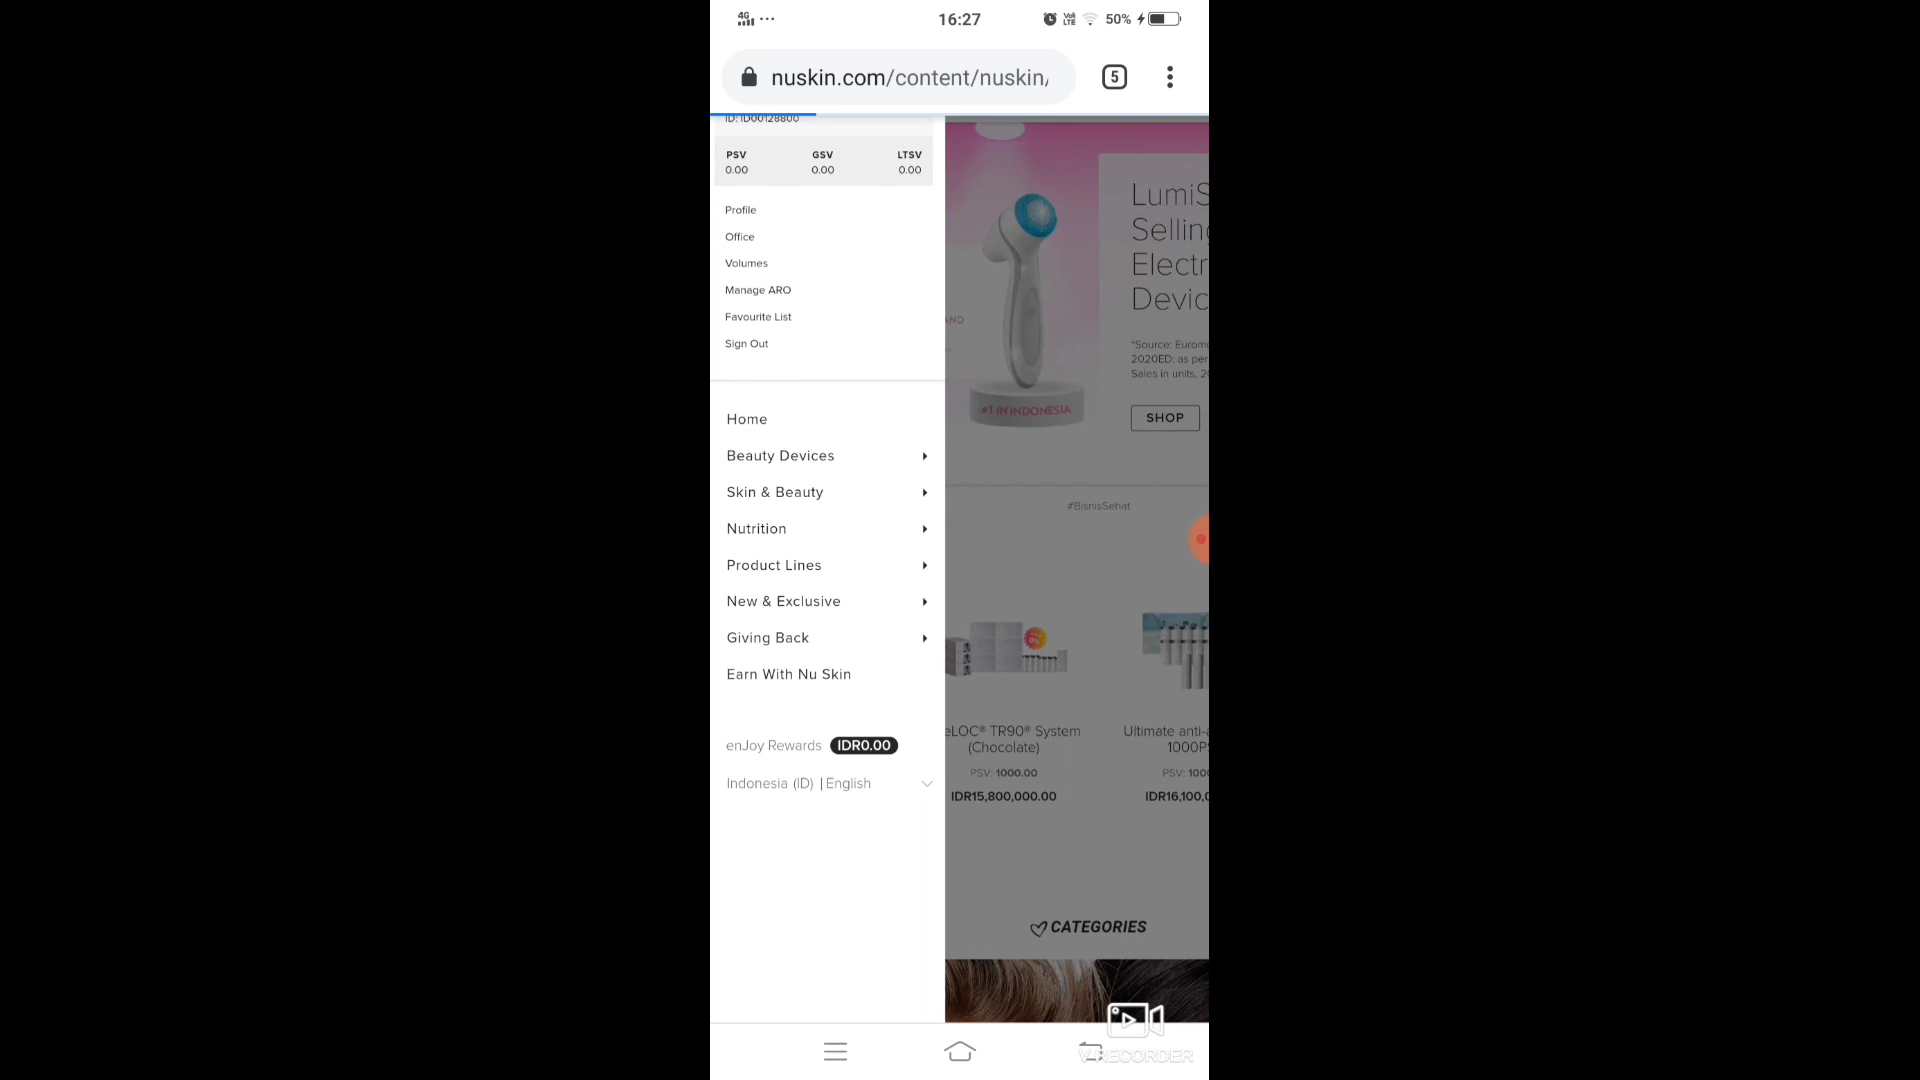 4G
16:27
Vo)
LTE
50%
nuskin.com/content/nuskin/
5
ID: ID00128800
PSV GSV LTSV
0.00 0.00 0.00
Profile
Office
Volumes
Manage ARO
Favourite List
Sign Out
Home
Beauty Devices
Skin & Beauty
Nutrition
Product Lines
New & Exclusive
Giving Back
Earn With Nu Skin
enJoy Rewards IDR0.00
Indonesia (ID) | English
LumiS
Selling
Electr
Devic
*Source: Eurom
2020ED; as per
Sales in units, 2
SHOP
#1 IN INDONESIA
#BisnisSehat
eLOC® TR90® System
(Chocolate)
PSV: 1000.00
IDR15,800,000.00
Ultimate anti-a
1000P
PSV: 100
IDR16,100,0
CATEGORIES
V RECORDER